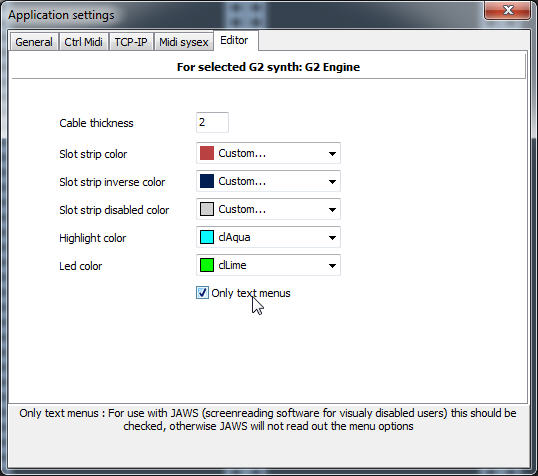 Application settings
General Ctrl Midi TCP-IP Midi sysex Editor
For selected G2 synth: G2 Engine
Cable thickness 2
Slot strip color Custom...
Slot strip inverse color Custom...
Slot strip disabled color Custom...
Highlight color clAqua
Led color clLime
Only text menus
Only text menus : For use with JAWS (screenreading software for visualy disabled users) this should be
checked, otherwise JAWS will not read out the menu options